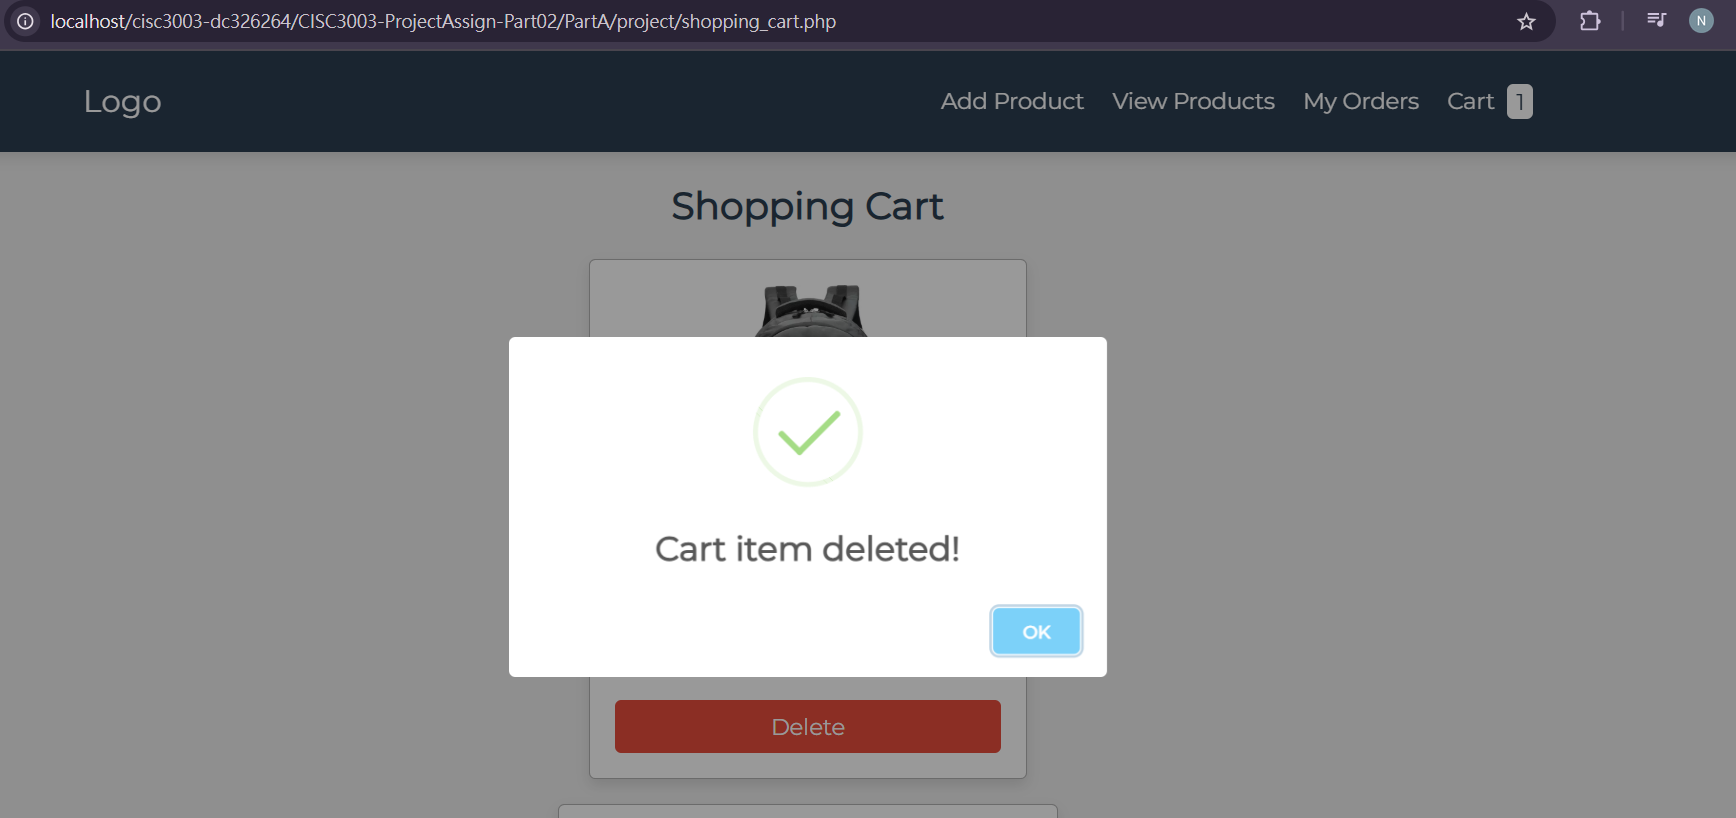 localhost/cisc3003-dc326264/CISC3003-ProjectAssign-Part02/PartA/project/shopping_cart.php
N
Logo
Add Product View Products My Orders Cart 1
Shopping Cart
Cart item deleted!
OK
Delete